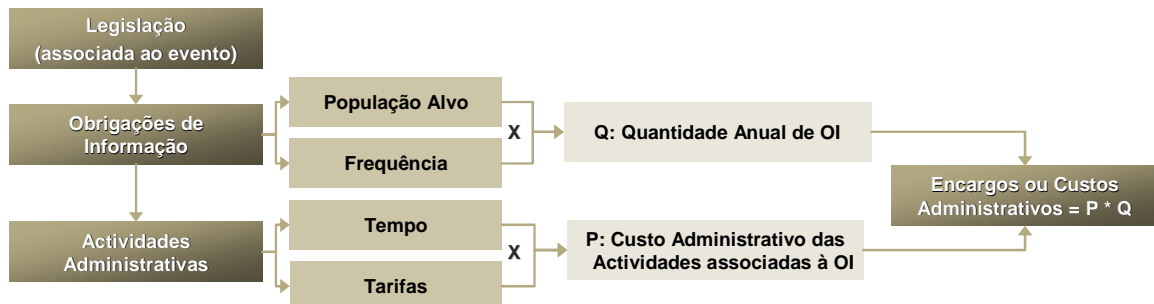 Legislação
(associada ao evento)
Obrigações de
Informação
População Alvo
X
Frequência
Q: Quantidade Anual de OI
Encargos ou Custos
Administrativos = P * Q
Actividades
Administrativas
Tempo
X
Tarifas
P: Custo Administrativo das
Actividades associadas à OI